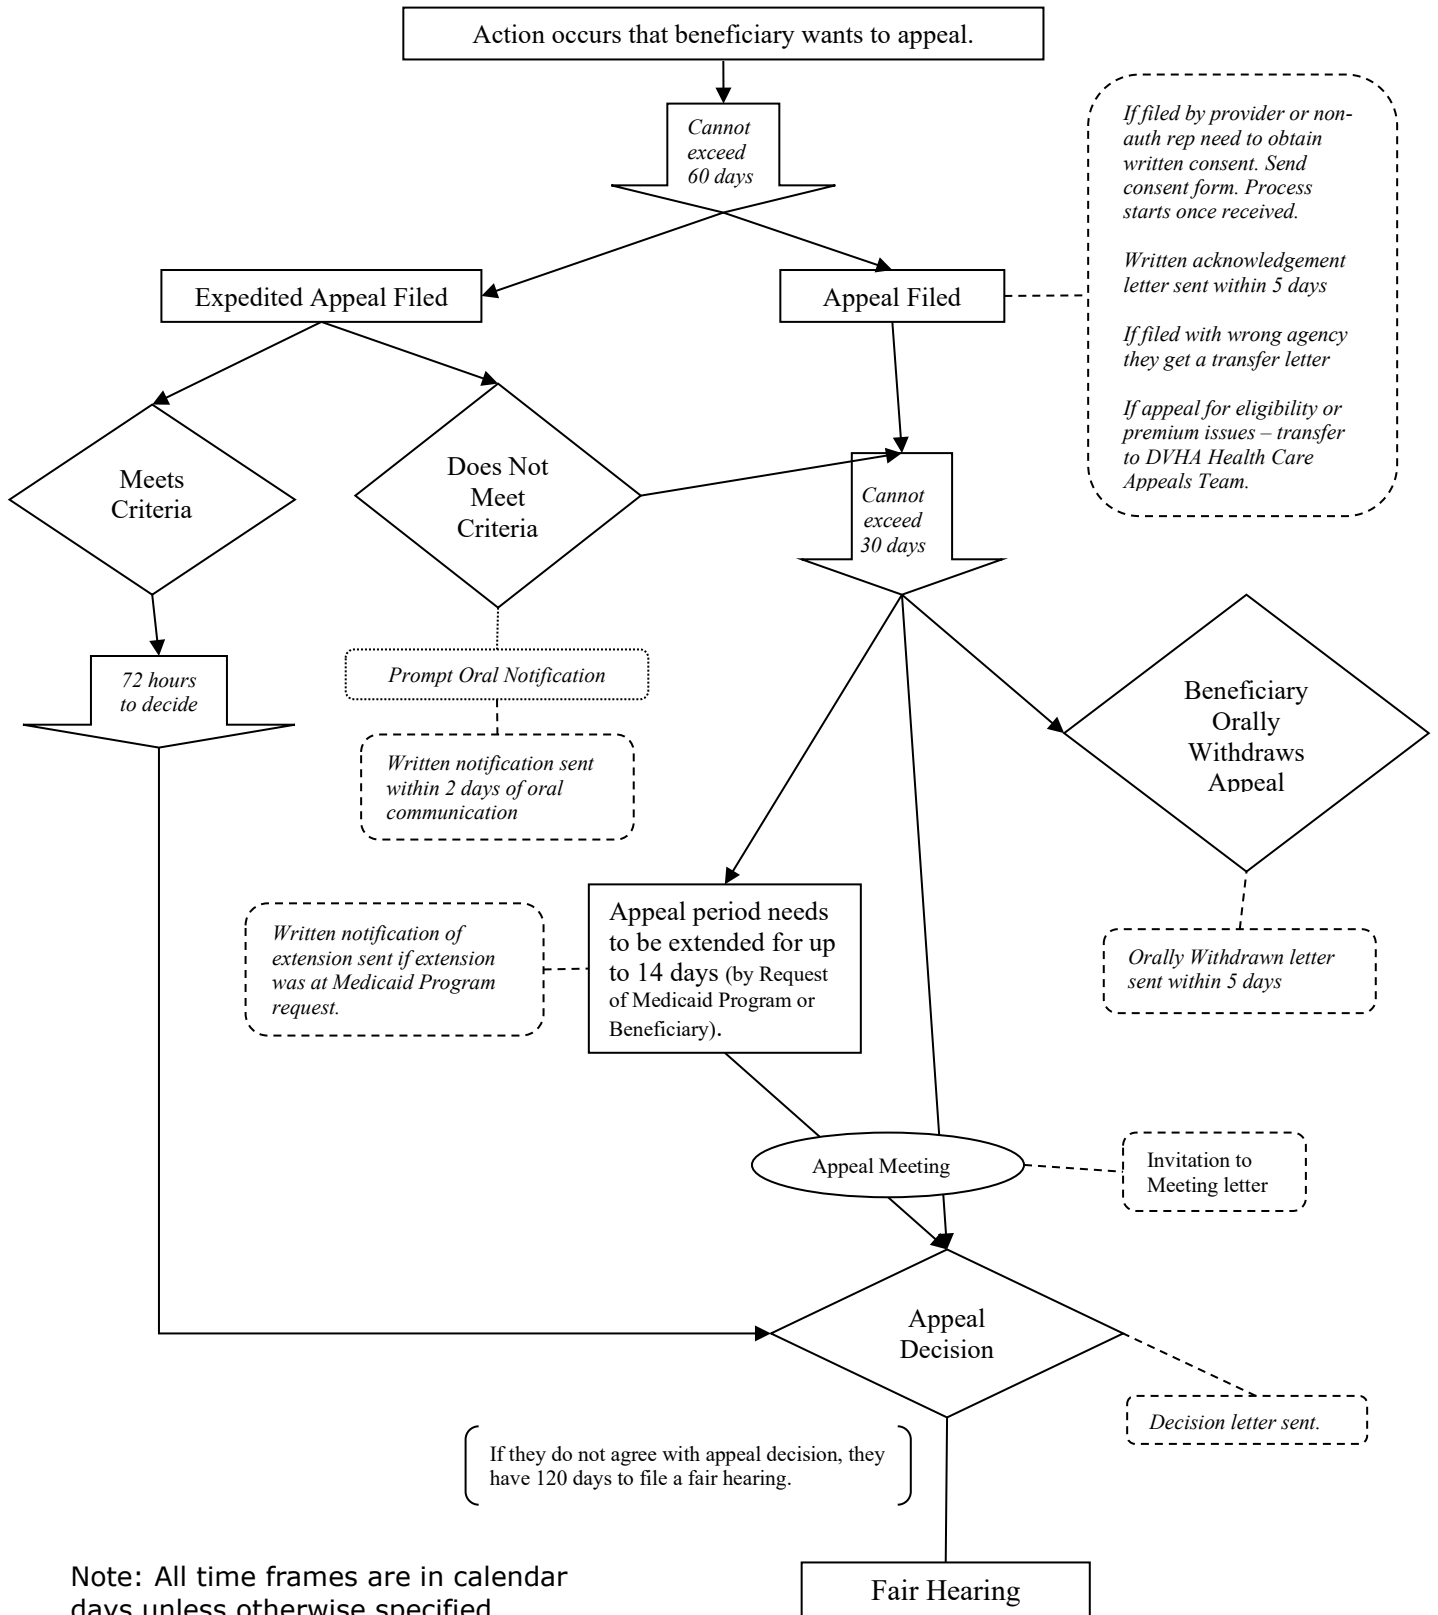 Action occurs that beneficiary wants to appeal.
Cannot
exceed
60 days
If filed by provider or non-
auth rep need to obtain
written consent. Send
consent form. Process
starts once received.
Written acknowledgement
letter sent within 5 days
If filed with wrong agency
they get a transfer letter
If appeal for eligibility or
premium issues – transfer
to DVHA Health Care
Appeals Team.
Expedited Appeal Filed
Appeal Filed
Meets
Criteria
Does Not
Meet
Criteria
Cannot
exceed
30 days
72 hours
to decide
Prompt Oral Notification
Written notification sent
within 2 days of oral
communication
Beneficiary
Orally
Withdraws
Appeal
Written notification of
extension sent if extension
was at Medicaid Program
request.
Appeal period needs
to be extended for up
to 14 days (by Request
of Medicaid Program or
Beneficiary).
Orally Withdrawn letter
sent within 5 days
Appeal Meeting
Invitation to
Meeting letter
Appeal
Decision
Decision letter sent.
If they do not agree with appeal decision, they
have 120 days to file a fair hearing.
Note: All time frames are in calendar
days unless otherwise specified
Fair Hearing